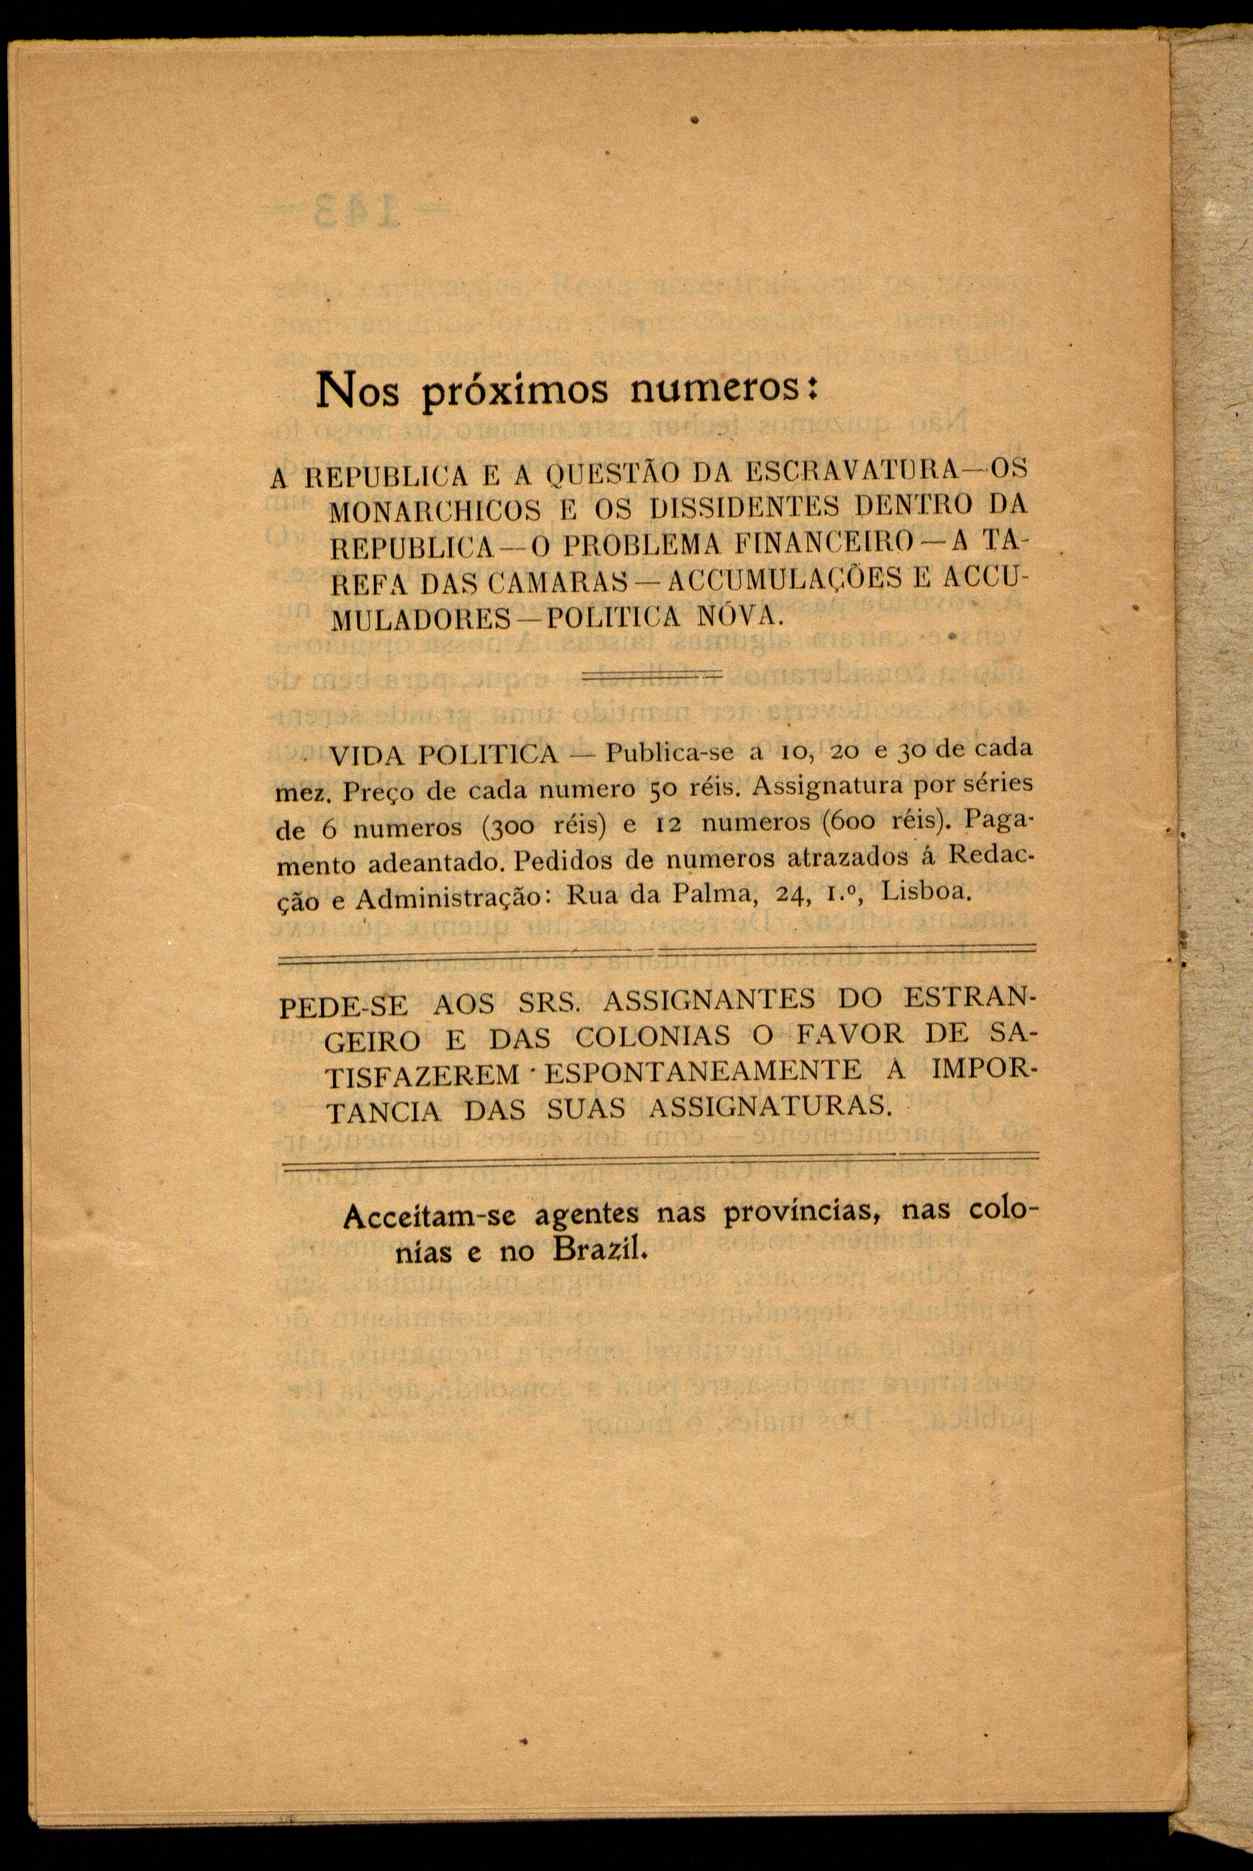 Nos próximos numeros:
A REPUBLICA E A QUESTÃO DA ESCRAVATURA—OS
MONARCHICOS E OS DISSIDENTES DENTRO DA
REPUBLICA—O PROBLEMA FINANCEIRO—A TA-
REFA DAS CAMARAS—ACCUMULAÇÕES E ACCU-
MULADORES—POLITICA NÓVA.
VIDA POLITICA — Publica-se a 10, 20 e 30 de cada
mez. Preço de cada numero 50 réis. Assignatura por séries
de 6 numeros (300 réis) e 12 numeros (600 réis). Paga-
mento adeantado. Pedidos de numeros atrazados á Redac-
ção e Administração: Rua da Palma, 24, 1.º, Lisboa.
PEDE-SE AOS SRS. ASSIGNANTES DO ESTRAN-
GEIRO E DAS COLONIAS O FAVOR DE SA-
TISFAZEREM ESPONTANEAMENTE A IMPOR-
TANCIA DAS SUAS ASSIGNATURAS.
Acceitam-se agentes nas províncias, nas colo-
nias e no Brazil.